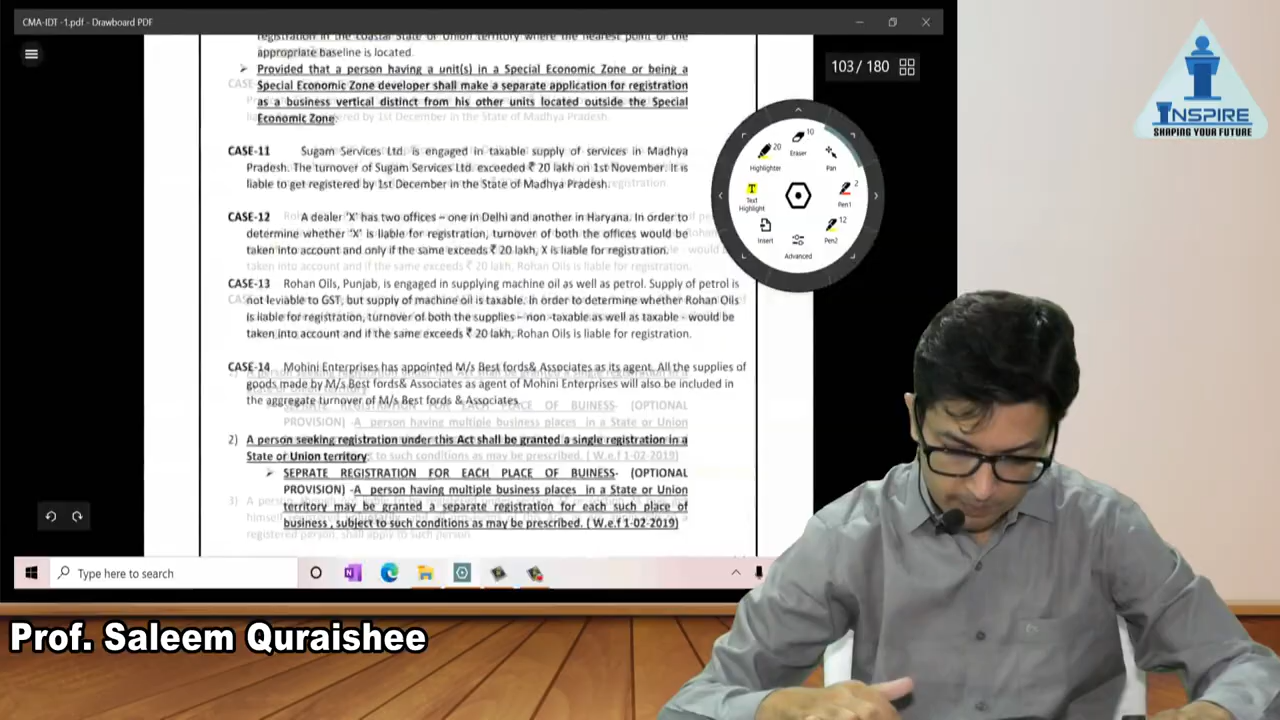 CMA-IDT -1.pdf - Drawboard PDF
registration in the coastal State or Union territory where the nearest point of the
appropriate baseline is located.
➢ Provided that a person having a unit(s) in a Special Economic Zone or being a
Special Economic Zone developer shall make a separate application for registration
as a business vertical distinct from his other units located outside the Special
Economic Zone:
CASE-11 Sugam Services Ltd. is engaged in taxable supply of services in Madhya
Pradesh. The turnover of Sugam Services Ltd. exceeded ₹ 20 lakh on 1st November. It is
liable to get registered by 1st December in the State of Madhya Pradesh.
CASE-12 A dealer 'X' has two offices – one in Delhi and another in Haryana. In order to
determine whether 'X' is liable for registration, turnover of both the offices would be
taken into account and only if the same exceeds ₹ 20 lakh, X is liable for registration.
CASE-13 Rohan Oils, Punjab, is engaged in supplying machine oil as well as petrol. Supply of petrol is
not leviable to GST, but supply of machine oil is taxable. In order to determine whether Rohan Oils
is liable for registration, turnover of both the supplies – non-taxable as well as taxable - would be
taken into account and if the same exceeds ₹ 20 lakh, Rohan Oils is liable for registration.
CASE-14 Mohini Enterprises has appointed M/s Best fords& Associates as its agent. All the supplies of
goods made by M/s Best fords& Associates as agent of Mohini Enterprises will also be included in
the aggregate turnover of M/s Best fords & Associates.
2) A person seeking registration under this Act shall be granted a single registration in a
State or Union territory:
➢ SEPRATE REGISTRATION FOR EACH PLACE OF BUINESS- (OPTIONAL
PROVISION) -A person having multiple business places in a State or Union
territory may be granted a separate registration for each such place of
business , subject to such conditions as may be prescribed. ( W.e.f 1-02-2019)
103 / 180
10
Eraser
20
Highlighter
Pan
T
Text
Highlight
2
Pen1
Insert
12
Pen2
Advanced
INSPIRE
SHAPING YOUR FUTURE
Type here to search
Prof. Saleem Quraishee